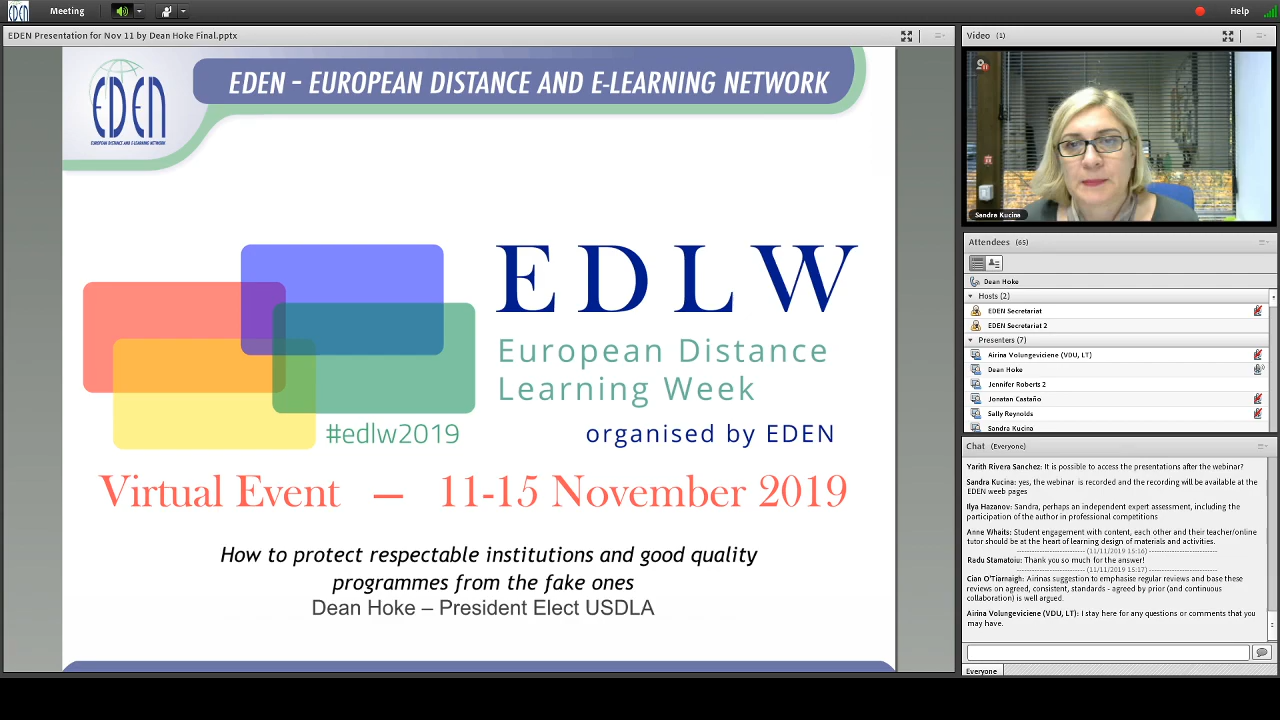 Meeting
Help
EDEN Presentation for Nov 11 by Dean Hoke Final.pptx
EDEN
EUROPEAN DISTANCE AND E-LEARNING NETWORK
EDEN – EUROPEAN DISTANCE AND E-LEARNING NETWORK
EDLW
European Distance
Learning Week
#edlw2019
organised by EDEN
Virtual Event — 11-15 November 2019
How to protect respectable institutions and good quality
programmes from the fake ones
Dean Hoke – President Elect USDLA
Video (1)
Sandra Kucina
Attendees (65)
Dean Hoke
Hosts (2)
EDEN Secretariat
EDEN Secretariat 2
Presenters (7)
Airina Volungeviciene (VDU, LT)
Dean Hoke
Jennifer Roberts 2
Jonatan Castaño
Sally Reynolds
Sandra Kucina
Chat (Everyone)
Yarith Rivera Sanchez: It is possible to access the presentations after the webinar?
Sandra Kucina: yes, the webinar is recorded and the recording will be available at the
EDEN weeb pages
Ilya Hazanov: Sandra, perhaps an independent expert assessment, including the
participation of the author in professional competitions
Anne Whaits: Student engagement with content, each other and their teacher/online
tutor should be at the heart of learning design of materials and activities.
(11/11/2019 15:16)
Radu Stamatoiu: Thank you so much for the answer!
(11/11/2019 15:17)
Cian O'Tiarnaigh: Airinas suggestion to emphasise regular reviews and base these
reviews on agreed, consistent, standards - agreed by prior (and continuous
collaboration) is well argued.
Airina Volungeviciene (VDU, LT): I stay here for any questions or comments that you
may have.
Everyone